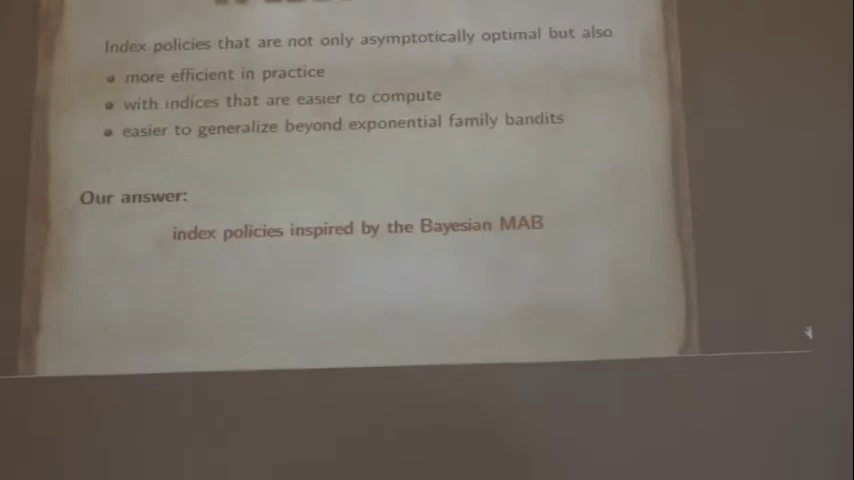 Index policies that are not only asymptotically optimal but also
more efficient in practice
with indices that are easier to compute
easier to generalize beyond exponential family bandits
Our answer:
index policies inspired by the Bayesian MAB